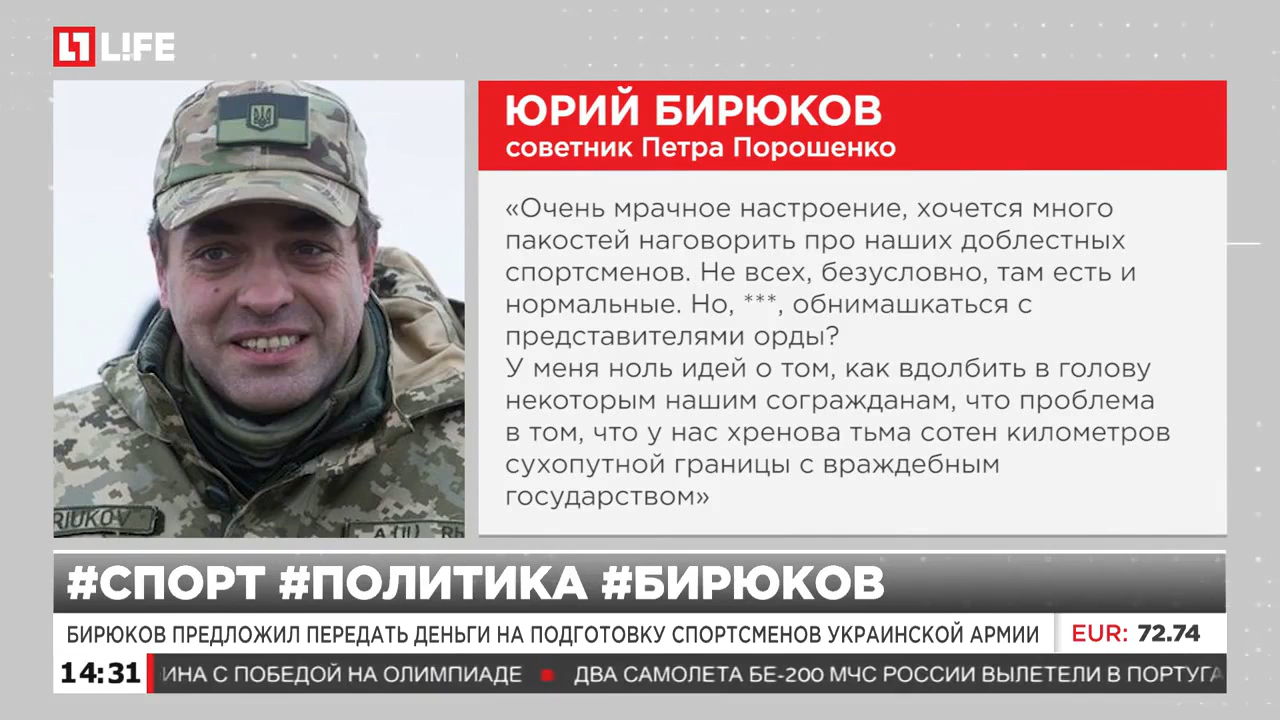 LIFE
ЮРИЙ БИРЮКОВ
советник Петра Порошенко
«Очень мрачное настроение, хочется много
пакостей наговорить про наших доблестных
спортсменов. Не всех, безусловно, там есть и
нормальные. Но, ***, обнимашкаться с
представителями орды?
У меня ноль идей о том, как вдолбить в голову
некоторым нашим согражданам, что проблема
в том, что у нас хренова тьма сотен километров
сухопутной границы с враждебным
государством»
RIUKOV
A (II) Rh
#СПОРТ #ПОЛИТИКА #БИРЮКОВ
БИРЮКОВ ПРЕДЛОЖИЛ ПЕРЕДАТЬ ДЕНЬГИ НА ПОДГОТОВКУ СПОРТСМЕНОВ УКРАИНСКОЙ АРМИИ
EUR: 72.74
14:31
ИНА С ПОБЕДОЙ НА ОЛИМПИАДЕ ■ ДВА САМОЛЕТА БЕ-200 МЧС РОССИИ ВЫЛЕТЕЛИ В ПОРТУГА